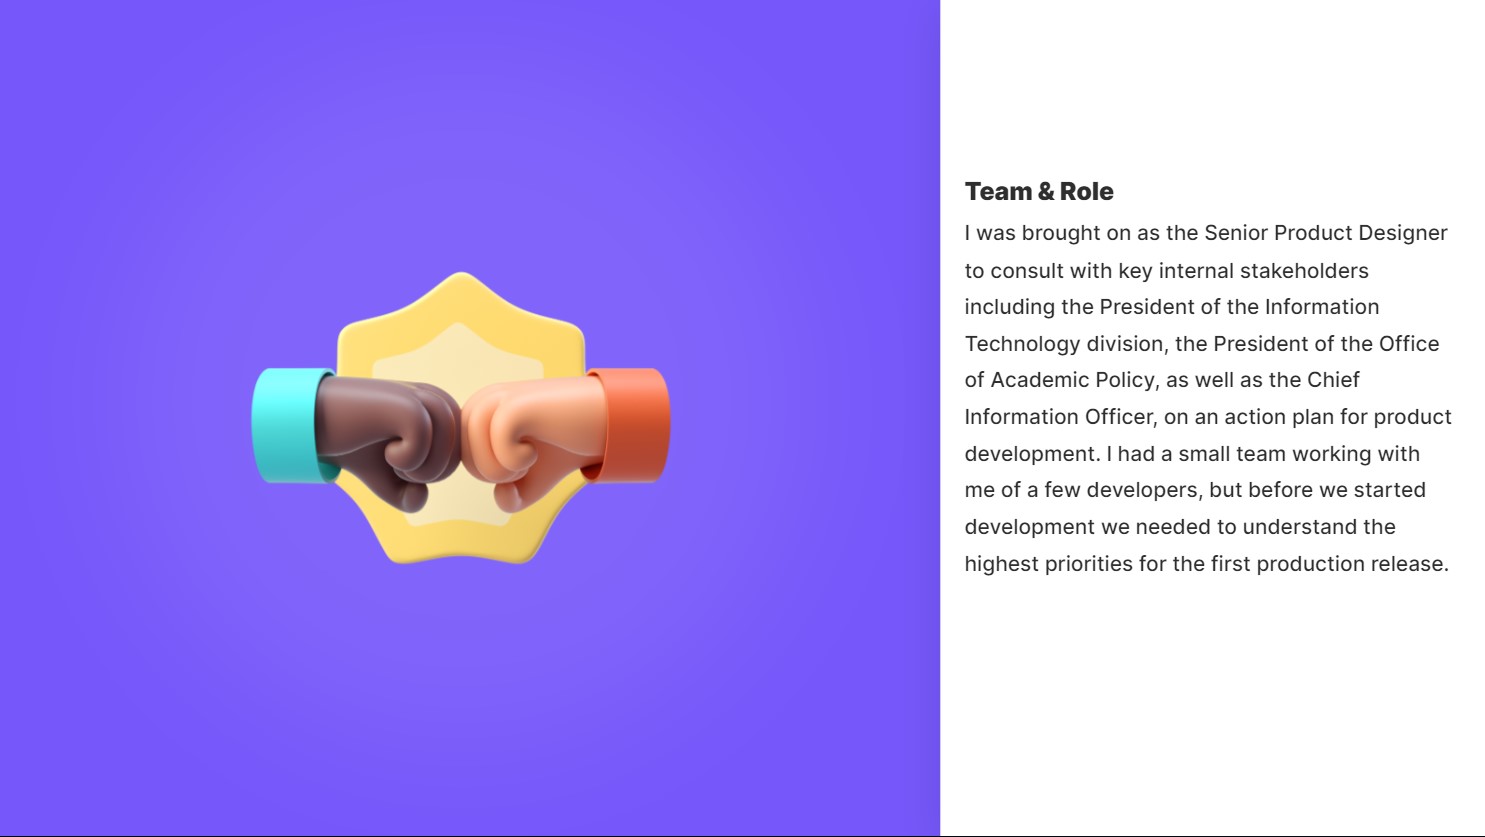 Team & Role
I was brought on as the Senior Product Designer
to consult with key internal stakeholders
including the President of the Information
Technology division, the President of the Office
of Academic Policy, as well as the Chief
Information Officer, on an action plan for product
development. I had a small team working with
me of a few developers, but before we started
development we needed to understand the
highest priorities for the first production release.